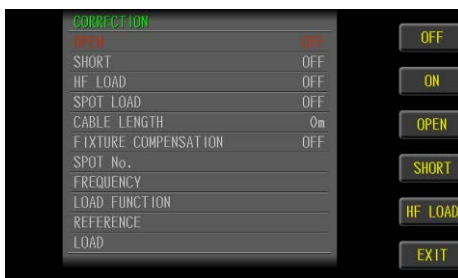 CORRECTION
OPEN OFF
SHORT OFF
HF LOAD OFF
SPOT LOAD OFF
CABLE LENGTH 0m
FIXTURE COMPENSATION OFF
SPOT No.
FREQUENCY
LOAD FUNCTION
REFERENCE
LOAD
OFF
ON
OPEN
SHORT
HF LOAD
EXIT